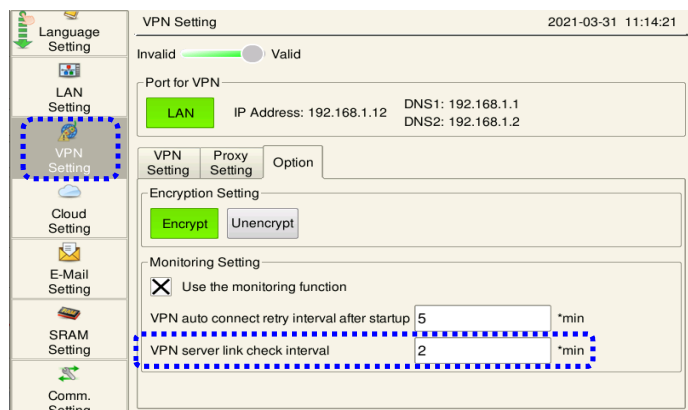 Language
Setting
LAN
Setting
VPN
Setting
Cloud
Setting
E-Mail
Setting
SRAM
Setting
Comm.
Setting
VPN Setting 2021-03-31 11:14:21
Invalid Valid
Port for VPN
LAN IP Address: 192.168.1.12 DNS1: 192.168.1.1
DNS2: 192.168.1.2
VPN
Setting
Proxy
Setting
Option
Encryption Setting
Encrypt Unencrypt
Monitoring Setting
Use the monitoring function
VPN auto connect retry interval after startup 5 *min
VPN server link check interval 2 *min